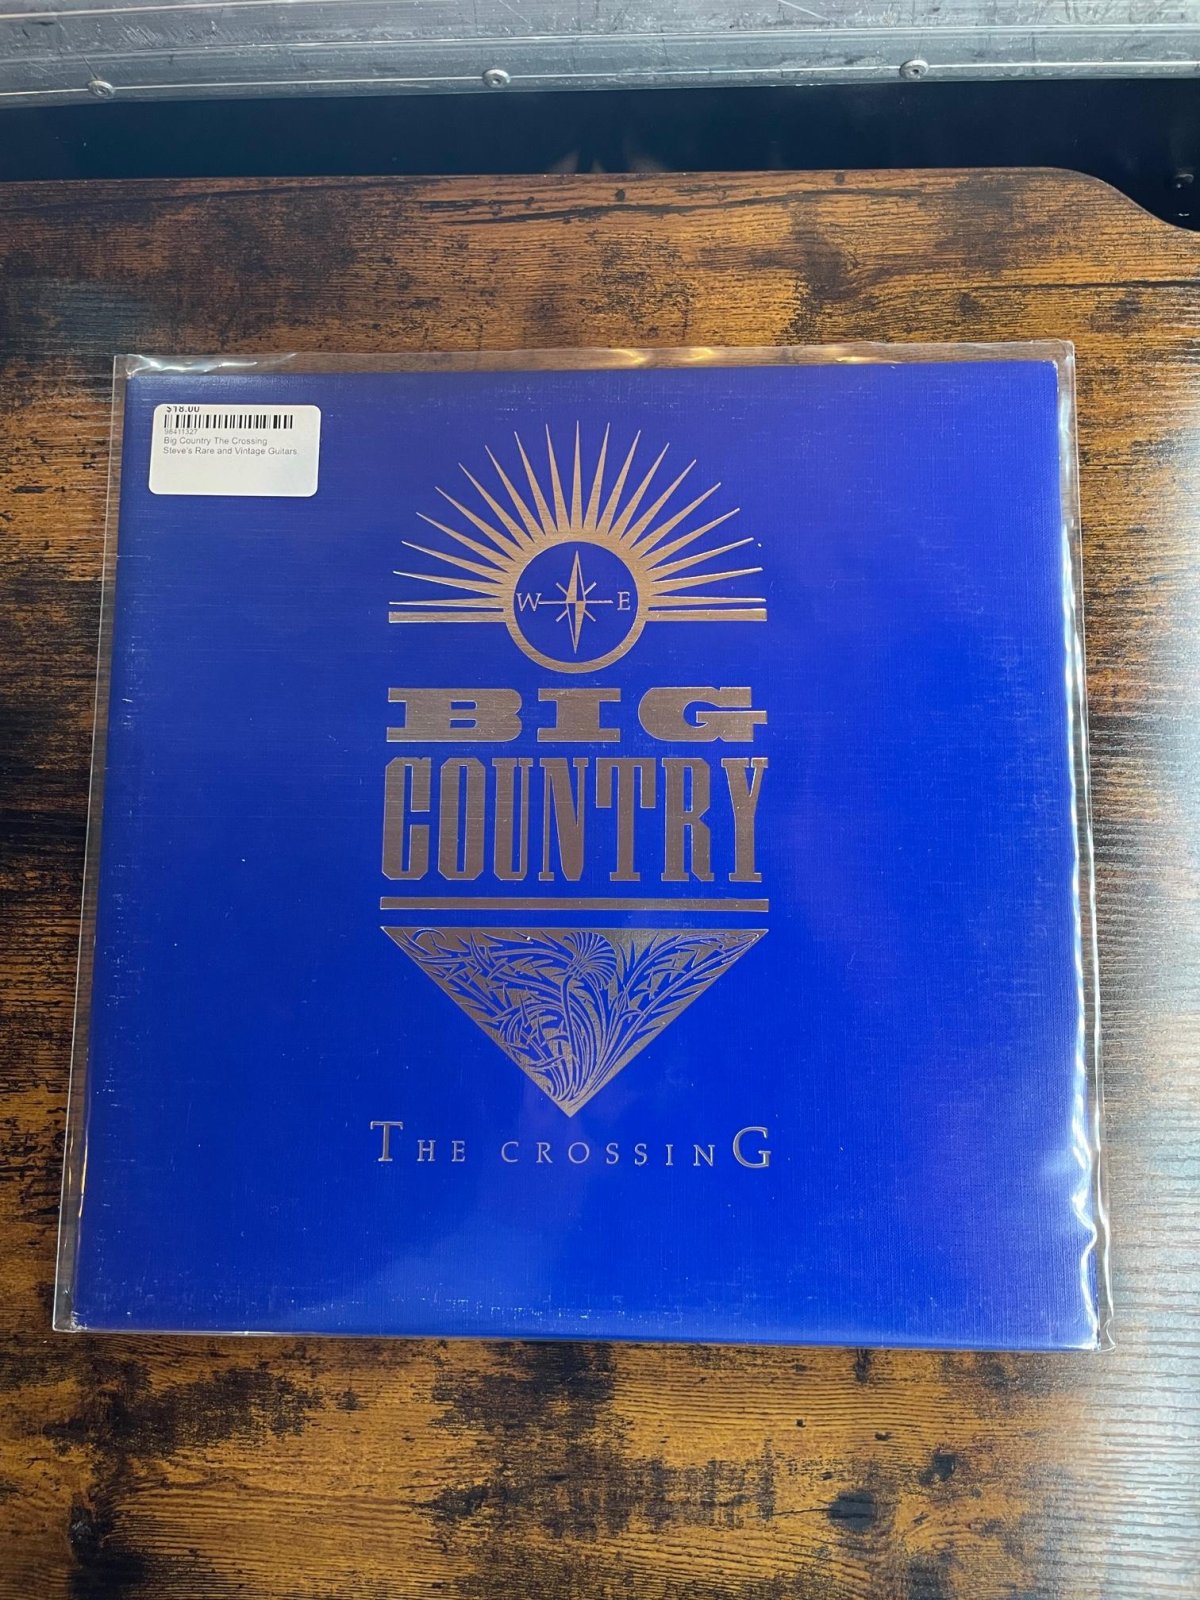 $18.00
98411327
Big Country The Crossing
Steve's Rare and Vintage Guitars.
W E
BIG
COUNTRY
THE CROSSING